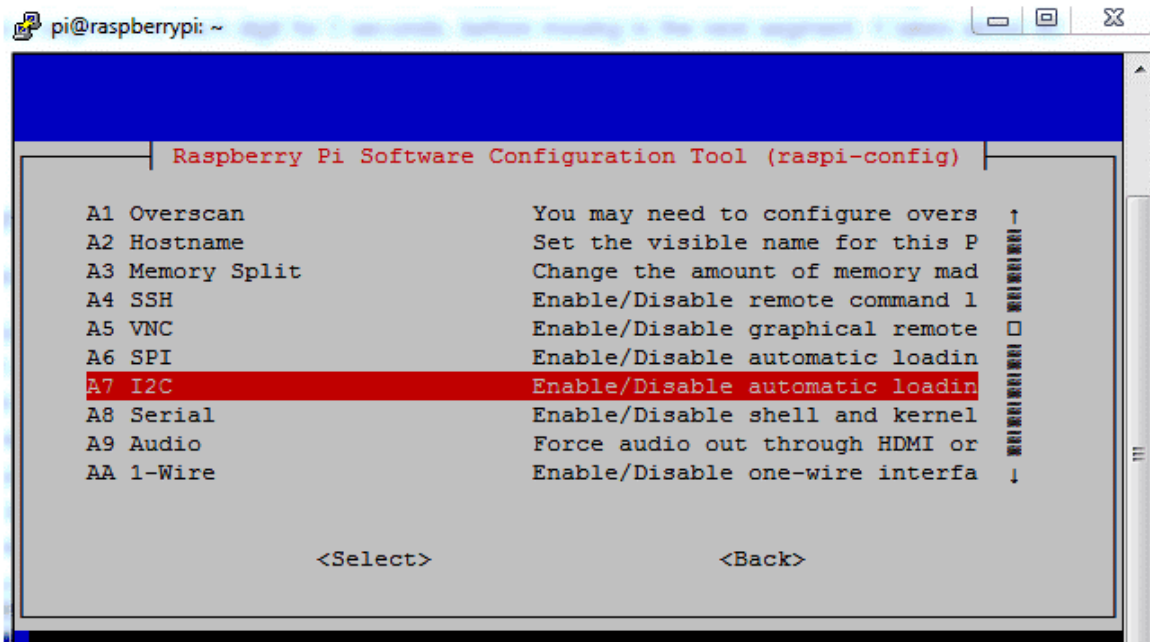 pi@raspberrypi: ~
Raspberry Pi Software Configuration Tool (raspi-config)
A1 Overscan You may need to configure overs
A2 Hostname Set the visible name for this P
A3 Memory Split Change the amount of memory mad
A4 SSH Enable/Disable remote command l
A5 VNC Enable/Disable graphical remote
A6 SPI Enable/Disable automatic loadin
A7 I2C Enable/Disable automatic loadin
A8 Serial Enable/Disable shell and kernel
A9 Audio Force audio out through HDMI or
AA 1-Wire Enable/Disable one-wire interfa
<Select> <Back>